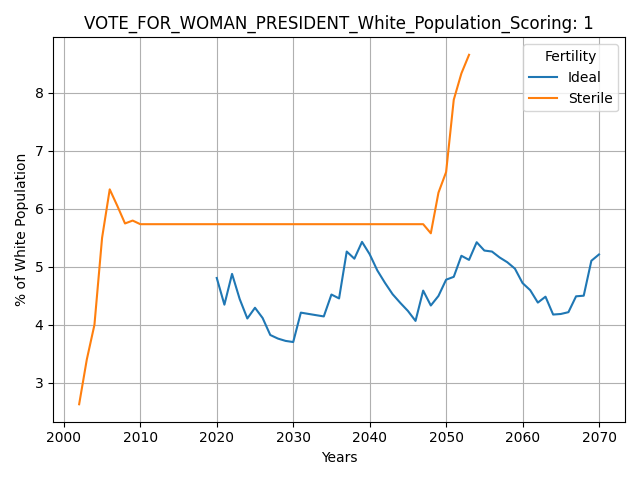 VOTE_FOR_WOMAN_PRESIDENT_White_Population_Scoring: 1
Fertility
Ideal
Sterile
% of White Population
8
7
6
5
4
3
2000 2010 2020 2030 2040 2050 2060 2070
Years